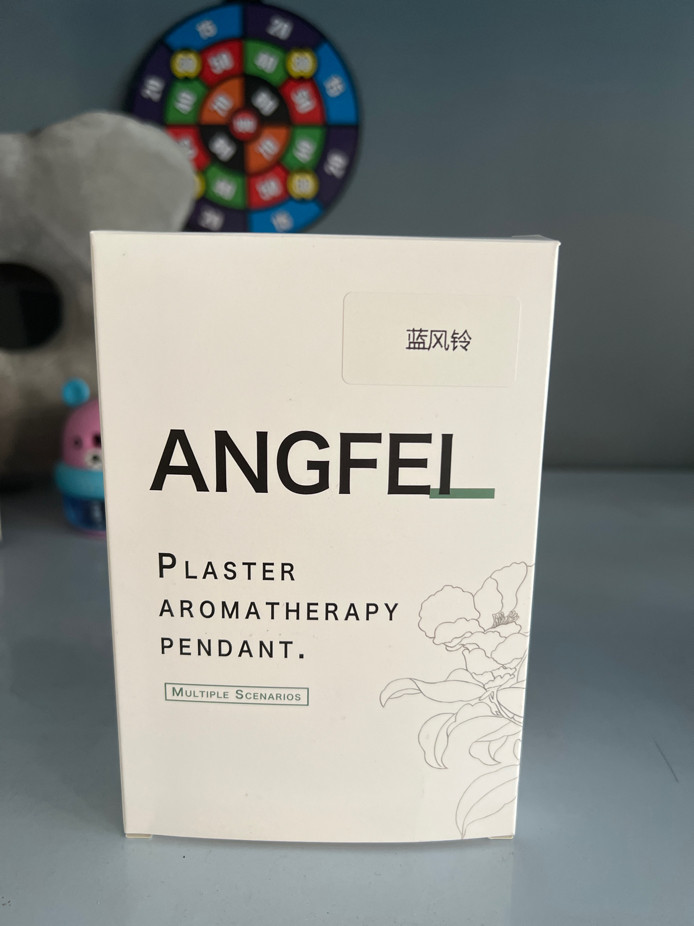 蓝风铃
ANGFEI
PLASTER
AROMATHERAPY
PENDANT.
MULTIPLE SCENARIOS